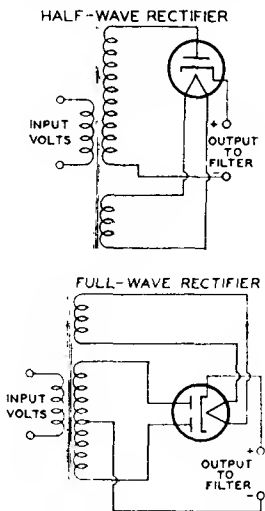 HALF-WAVE RECTIFIER
INPUT
VOLTS
+
OUTPUT
TO
FILTER
-
FULL-WAVE RECTIFIER
INPUT
VOLTS
+
OUTPUT
TO
FILTER
-